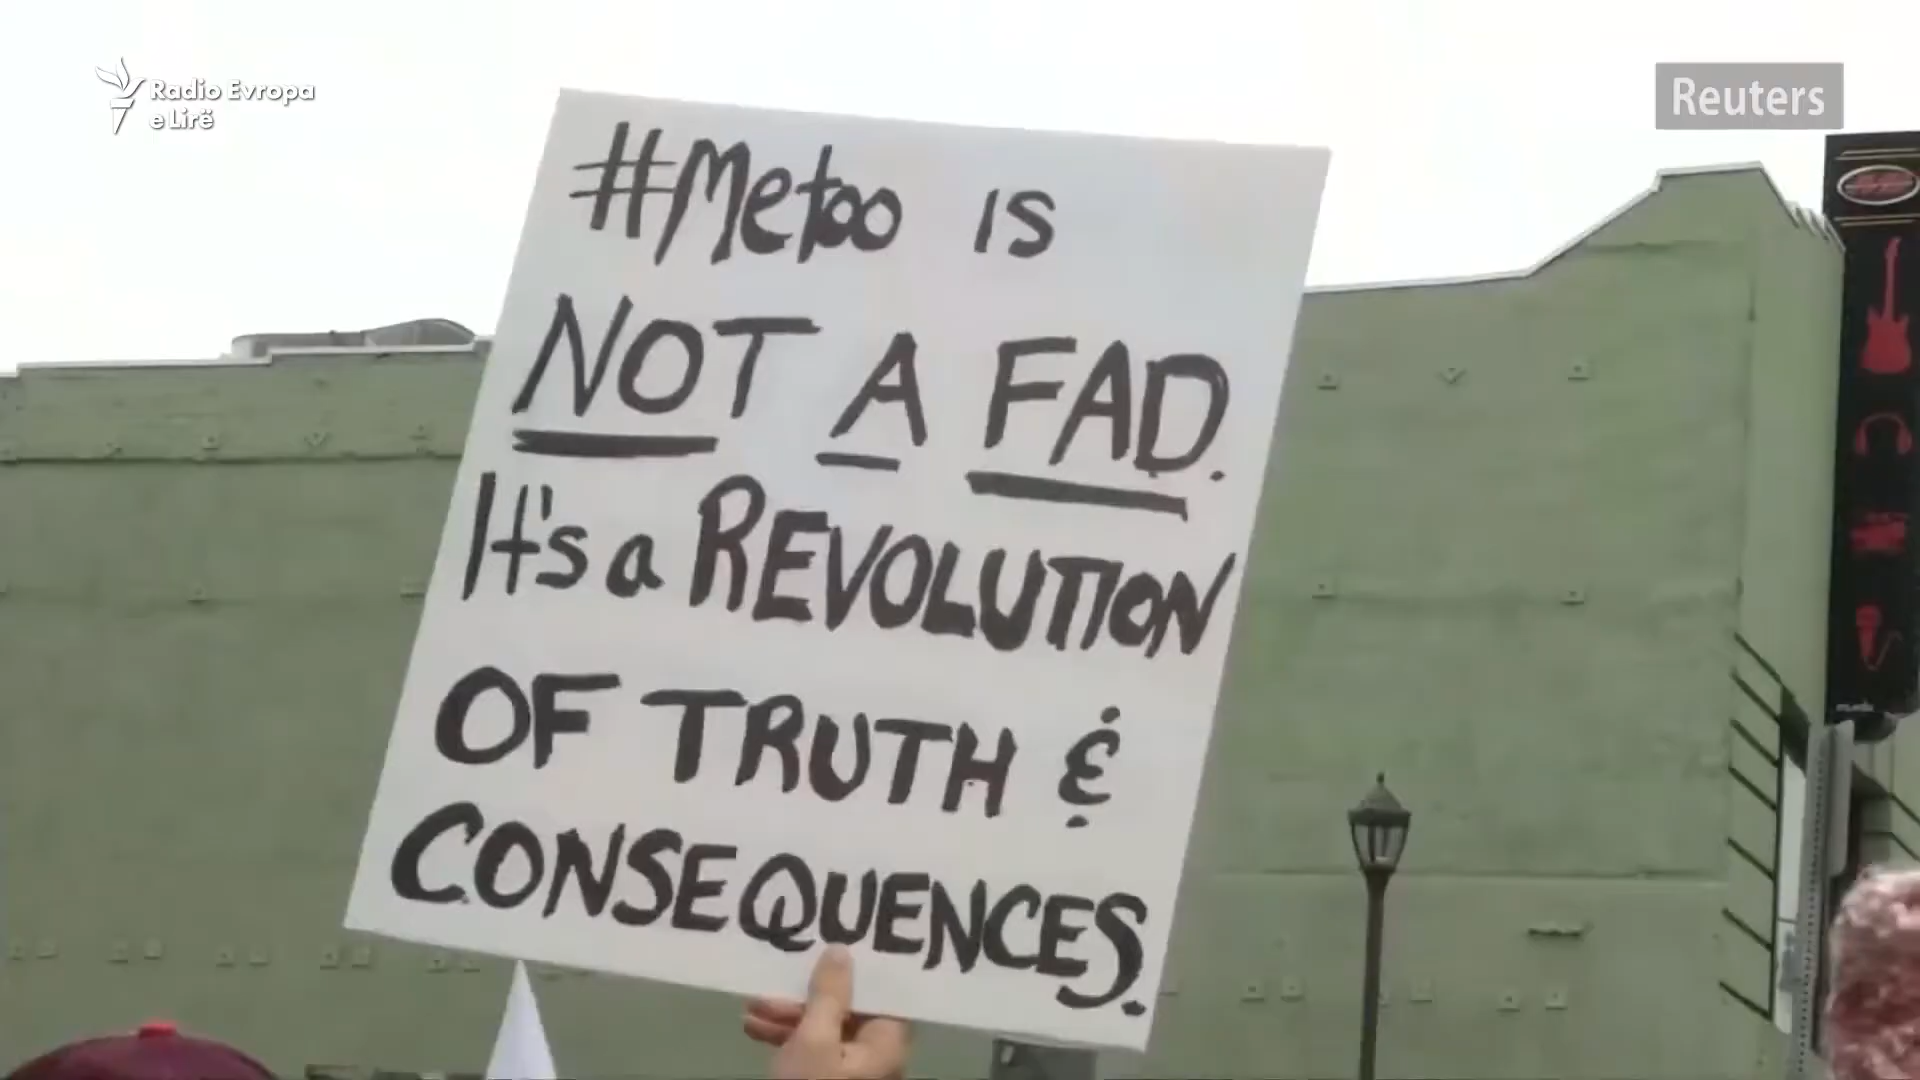 Radio Evropa
e Lirë
Reuters
#Metoo is
NOT A FAD.
It's a REVOLUTION
OF TRUTH &
CONSEQUENCES.